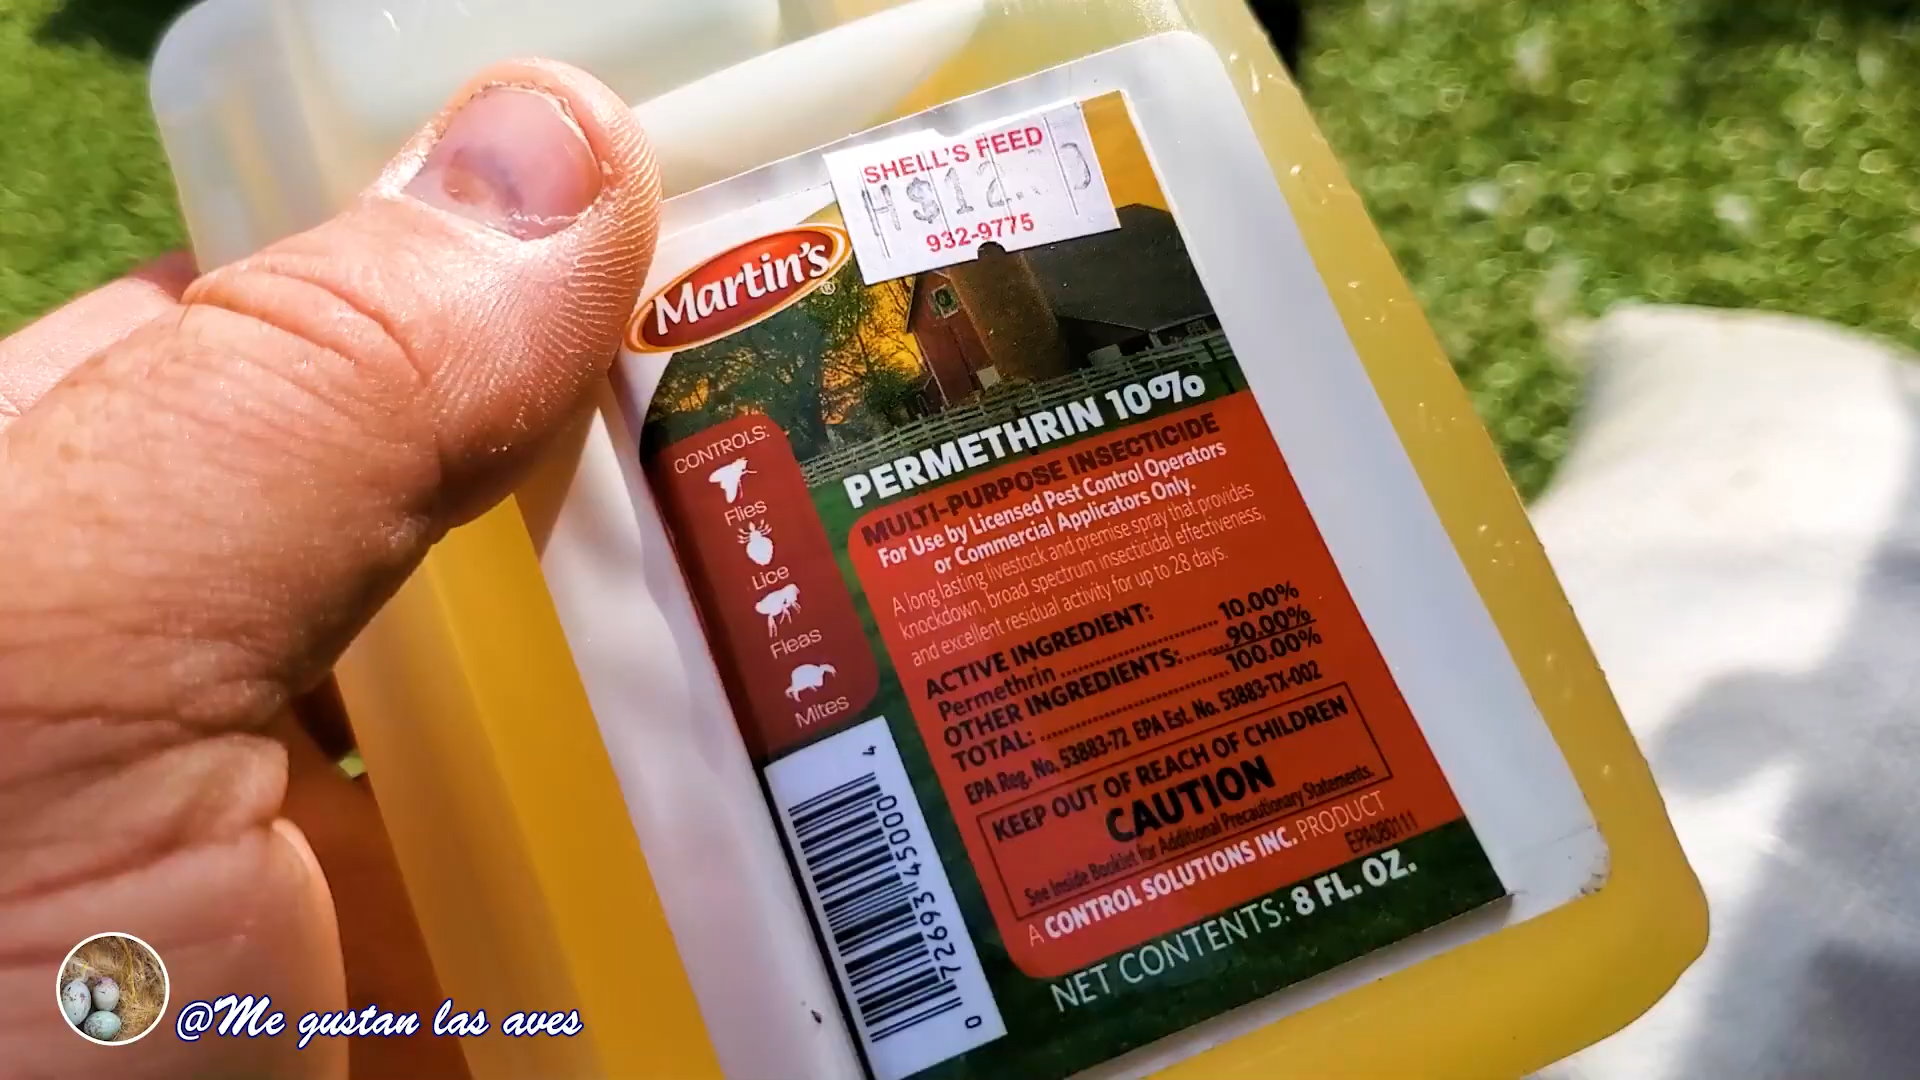 SHELL'S FEED
932-9775
Martin's®
CONTROLS:
Flies
Lice
Fleas
Mites
PERMETHRIN 10%
MULTI-PURPOSE INSECTICIDE
For Use by Licensed Pest Control Operators
or Commercial Applicators Only.
A long lasting livestock and premise spray that provides
knockdown, broad spectrum insecticidal effectiveness,
and excellent residual activity for up to 28 days.
ACTIVE INGREDIENT:
Permethrin .......................... 10.00%
OTHER INGREDIENTS: ........ 90.00%
TOTAL: .............................. 100.00%
EPA Reg. No. 53883-72 EPA Est. No. 53883-TX-002
KEEP OUT OF REACH OF CHILDREN
CAUTION
See Inside Booklet for Additional Precautionary Statements.
A CONTROL SOLUTIONS INC. PRODUCT
EPA080111
NET CONTENTS: 8 FL. OZ.
0 72693 45000 4
@Me gustan las aves